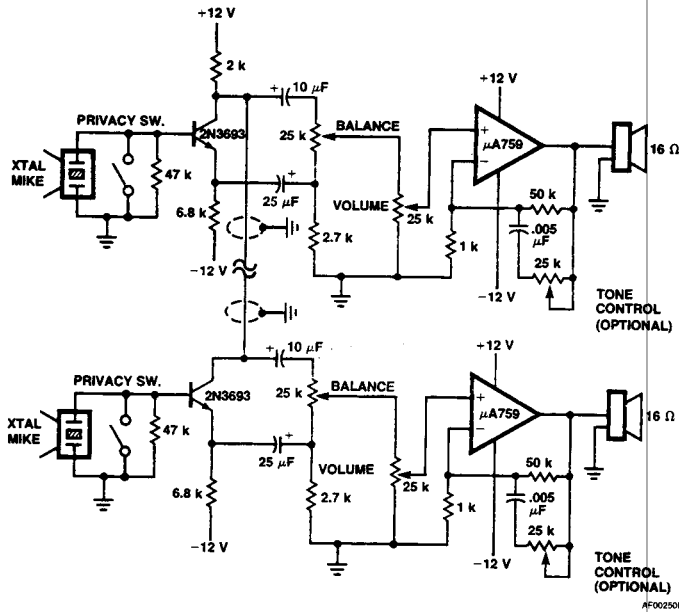 +12 V
2 k
+ 10 μF
+12 V
PRIVACY SW.
2N3693
BALANCE
25 k
+
μA759
−
XTAL
MIKE
47 k
16 Ω
+
25 μF
VOLUME
25 k
50 k
6.8 k
2.7 k
1 k
.005
μF
25 k
−12 V
−12 V
TONE
CONTROL
(OPTIONAL)
+12 V
+ 10 μF
PRIVACY SW.
2N3693
25 k
BALANCE
+
μA759
−
16 Ω
XTAL
MIKE
47 k
+
25 μF
VOLUME
25 k
50 k
6.8 k
2.7 k
1 k
.005
μF
25 k
−12 V
−12 V
TONE
CONTROL
(OPTIONAL)